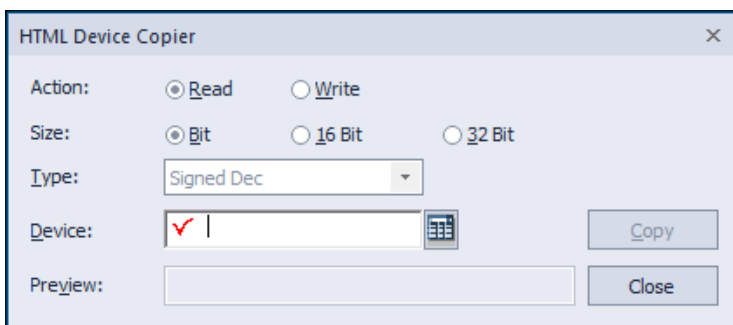 HTML Device Copier
Action: Read Write
Size: Bit 16 Bit 32 Bit
Type: Signed Dec
Device: Copy
Preview: Close